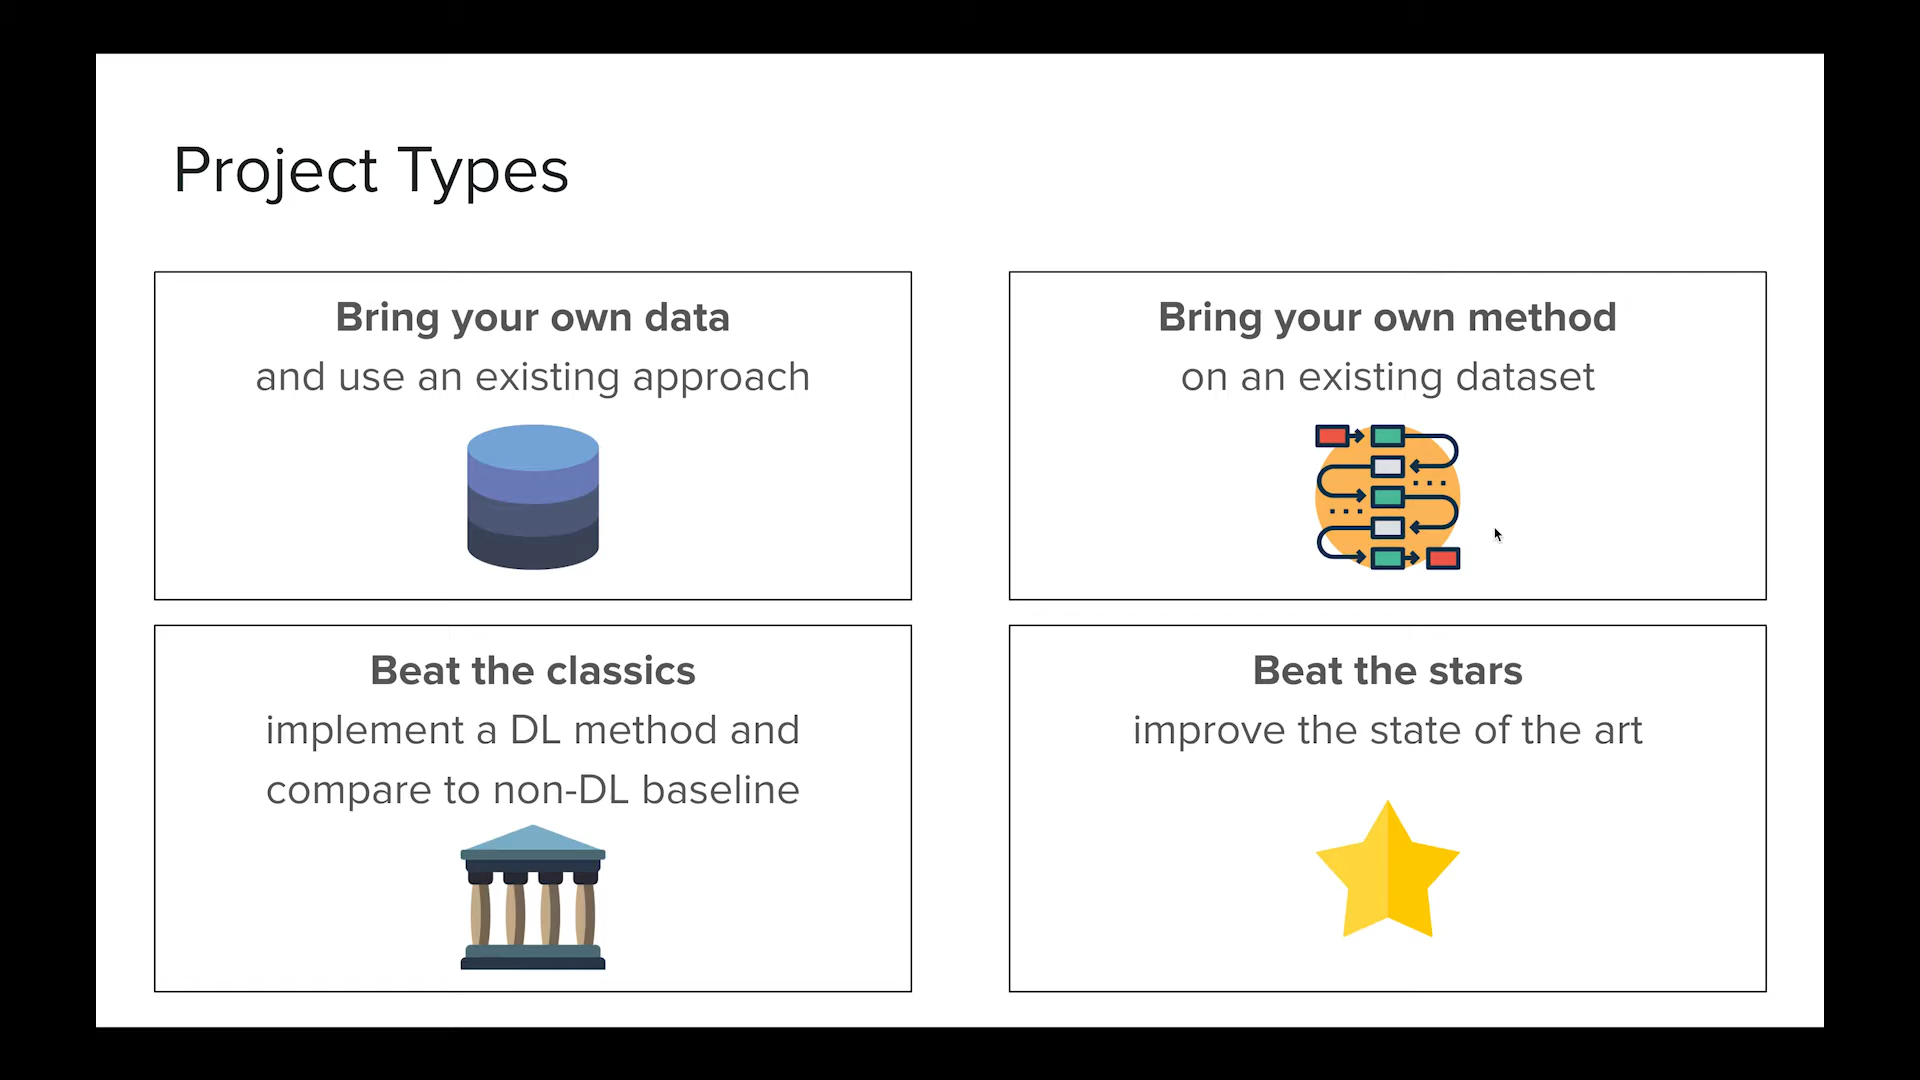 Project Types
Bring your own data
and use an existing approach
Bring your own method
on an existing dataset
Beat the classics
implement a DL method and
compare to non-DL baseline
Beat the stars
improve the state of the art